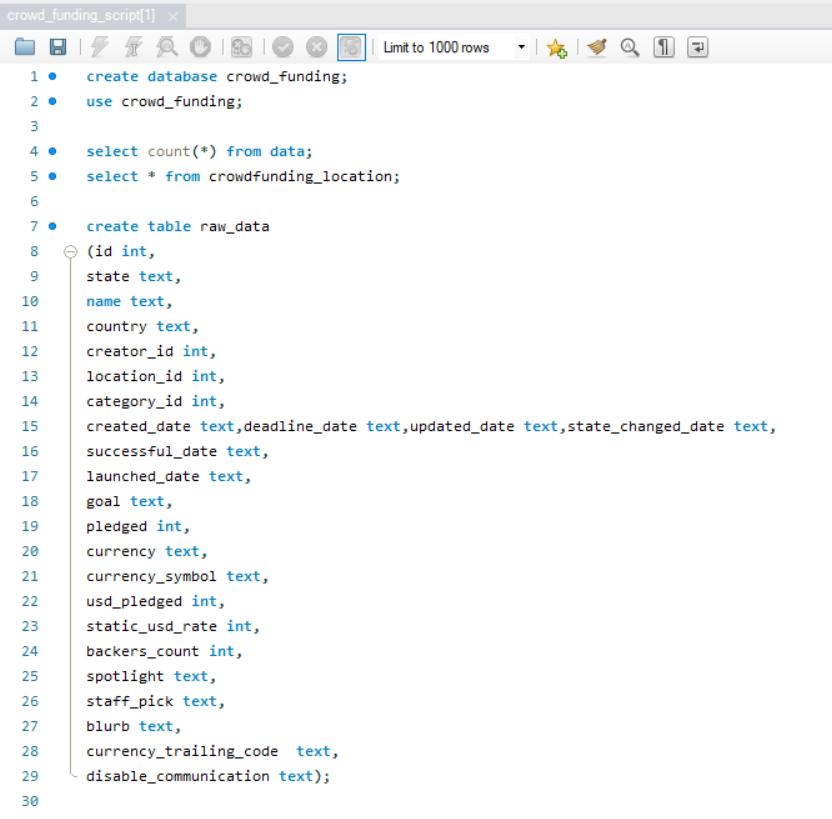 crowd_funding_script[1] ×
Limit to 1000 rows
1 create database crowd_funding;
2 use crowd_funding;
3
4 select count(*) from data;
5 select * from crowdfunding_location;
6
7 create table raw_data
8 (id int,
9 state text,
10 name text,
11 country text,
12 creator_id int,
13 location_id int,
14 category_id int,
15 created_date text,deadline_date text,updated_date text,state_changed_date text,
16 successful_date text,
17 launched_date text,
18 goal text,
19 pledged int,
20 currency text,
21 currency_symbol text,
22 usd_pledged int,
23 static_usd_rate int,
24 backers_count int,
25 spotlight text,
26 staff_pick text,
27 blurb text,
28 currency_trailing_code  text,
29 disable_communication text);
30